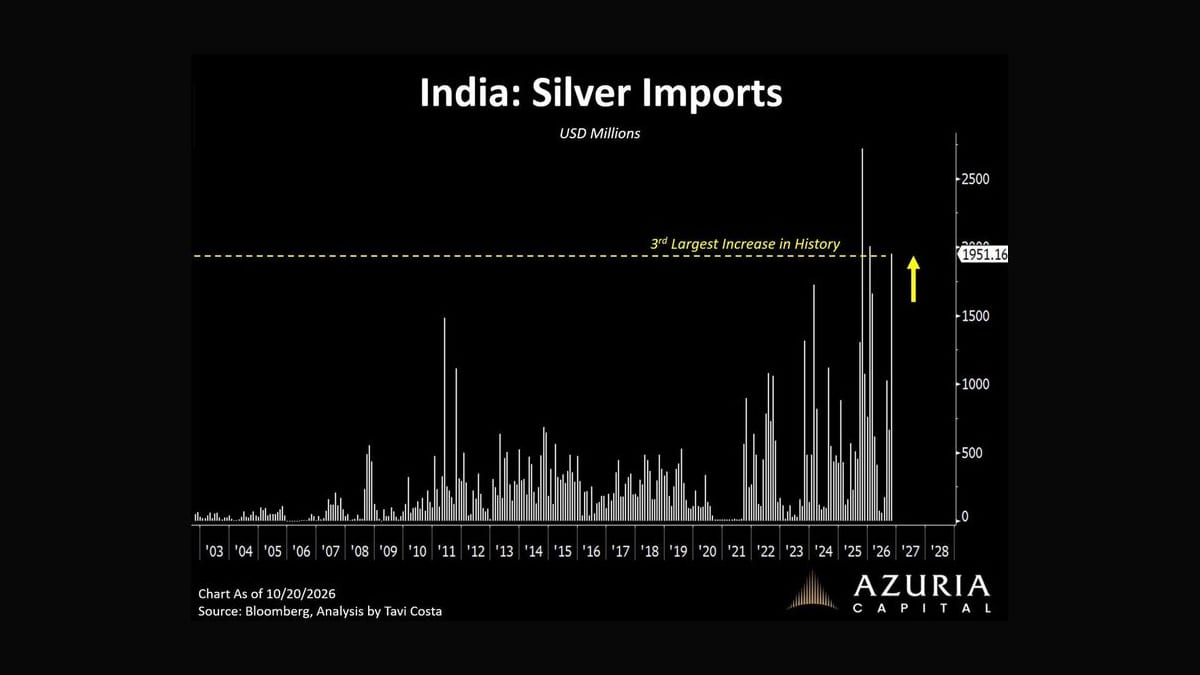 India: Silver Imports
USD Millions
3rd Largest Increase in History
2500
2000
1951.16
1500
1000
500
0
'03 '04 '05 '06 '07 '08 '09 '10 '11 '12 '13 '14 '15 '16 '17 '18 '19 '20 '21 '22 '23 '24 '25 '26 '27 '28
Chart As of 10/20/2026
Source: Bloomberg, Analysis by Tavi Costa
AZURIA
CAPITAL